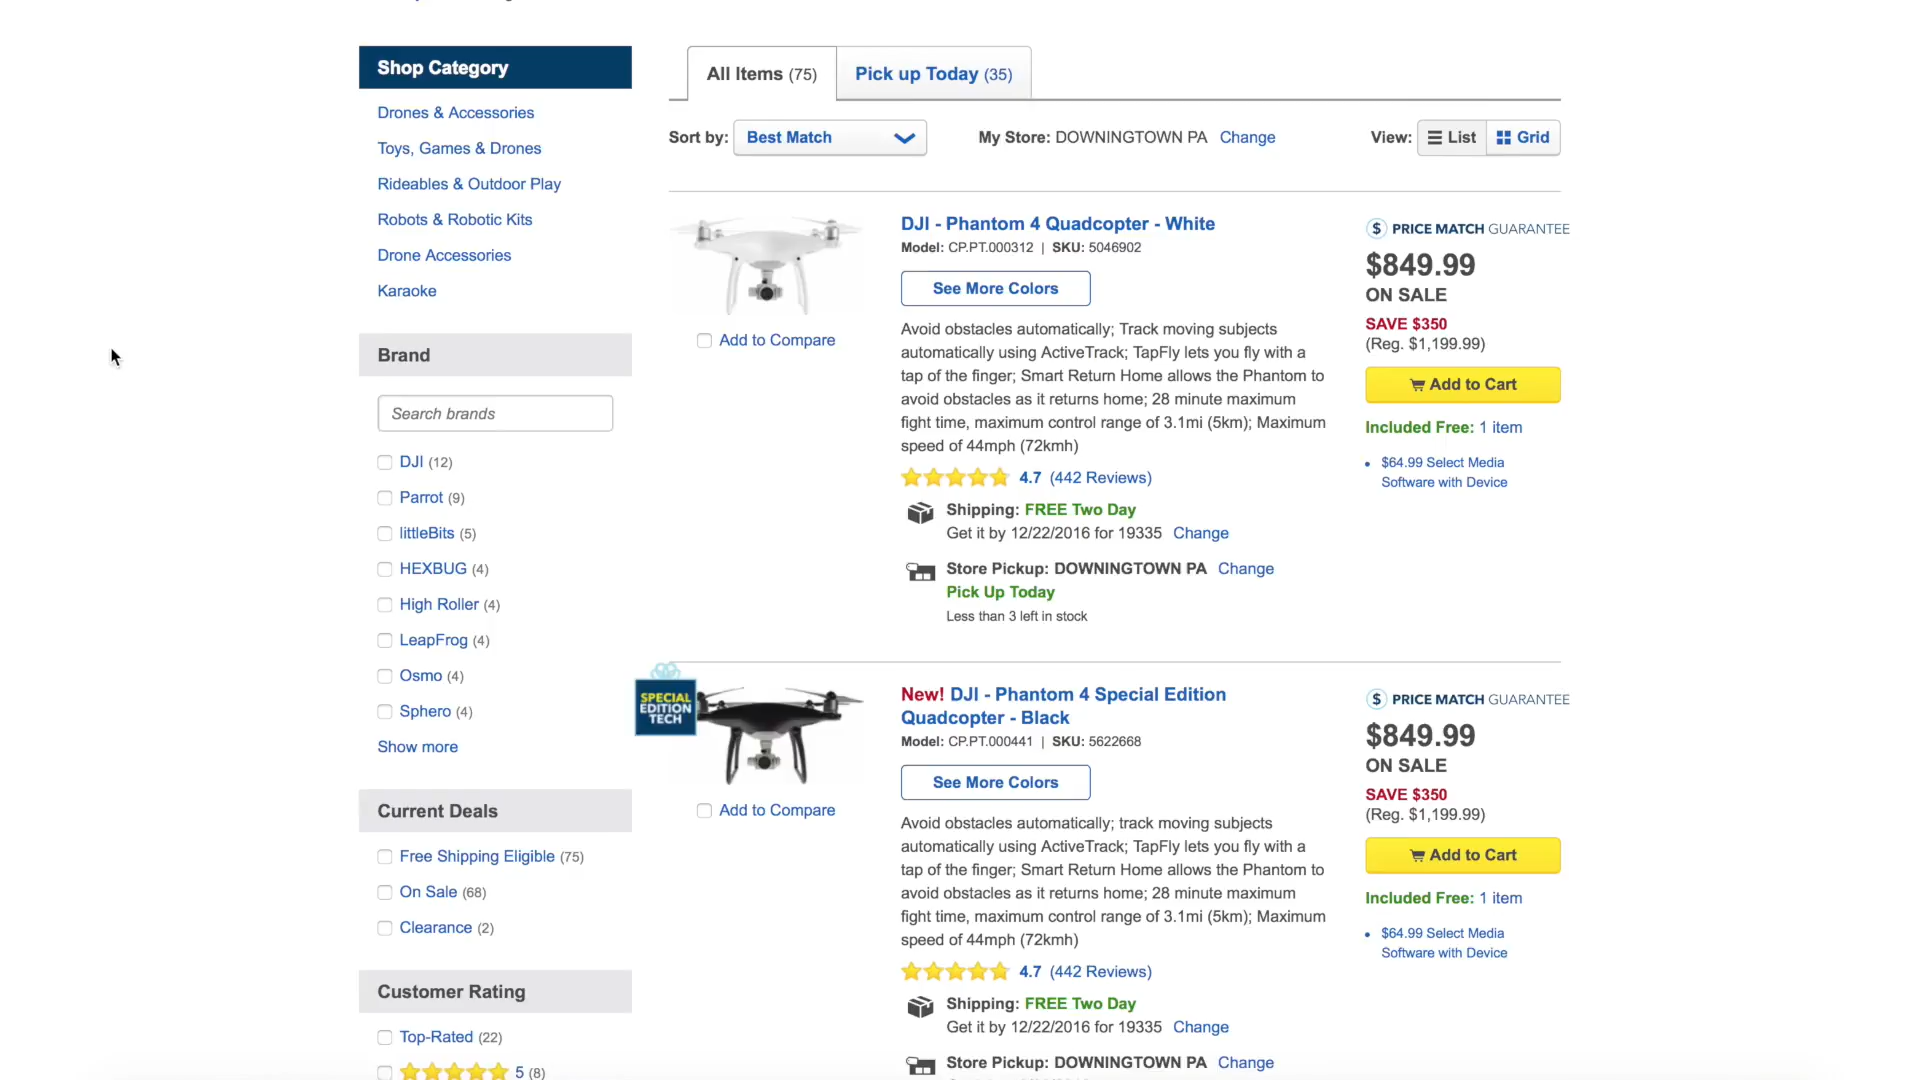 Shop Category
Drones & Accessories
Toys, Games & Drones
Rideables & Outdoor Play
Robots & Robotic Kits
Drone Accessories
Karaoke
Brand
Search brands
DJI (12)
Parrot (9)
littleBits (5)
HEXBUG (4)
High Roller (4)
LeapFrog (4)
Osmo (4)
Sphero (4)
Show more
Current Deals
Free Shipping Eligible (75)
On Sale (68)
Clearance (2)
Customer Rating
Top-Rated (22)
5 (8)
All Items (75)
Pick up Today (35)
Sort by: Best Match
My Store: DOWNINGTOWN PA Change
View: List Grid
DJI - Phantom 4 Quadcopter - White
Model: CP.PT.000312 | SKU: 5046902
See More Colors
Add to Compare
Avoid obstacles automatically; Track moving subjects
automatically using ActiveTrack; TapFly lets you fly with a
tap of the finger; Smart Return Home allows the Phantom to
avoid obstacles as it returns home; 28 minute maximum
fight time, maximum control range of 3.1mi (5km); Maximum
speed of 44mph (72kmh)
4.7 (442 Reviews)
Shipping: FREE Two Day
Get it by 12/22/2016 for 19335 Change
Store Pickup: DOWNINGTOWN PA Change
Pick Up Today
Less than 3 left in stock
$ PRICE MATCH GUARANTEE
$849.99
ON SALE
SAVE $350
(Reg. $1,199.99)
Add to Cart
Included Free: 1 item
• $64.99 Select Media
Software with Device
SPECIAL
EDITION
TECH
New! DJI - Phantom 4 Special Edition
Quadcopter - Black
Model: CP.PT.000441 | SKU: 5622668
See More Colors
Add to Compare
Avoid obstacles automatically; track moving subjects
automatically using ActiveTrack; TapFly lets you fly with a
tap of the finger; Smart Return Home allows the Phantom to
avoid obstacles as it returns home; 28 minute maximum
fight time, maximum control range of 3.1mi (5km); Maximum
speed of 44mph (72kmh)
4.7 (442 Reviews)
Shipping: FREE Two Day
Get it by 12/22/2016 for 19335 Change
Store Pickup: DOWNINGTOWN PA Change
$ PRICE MATCH GUARANTEE
$849.99
ON SALE
SAVE $350
(Reg. $1,199.99)
Add to Cart
Included Free: 1 item
• $64.99 Select Media
Software with Device